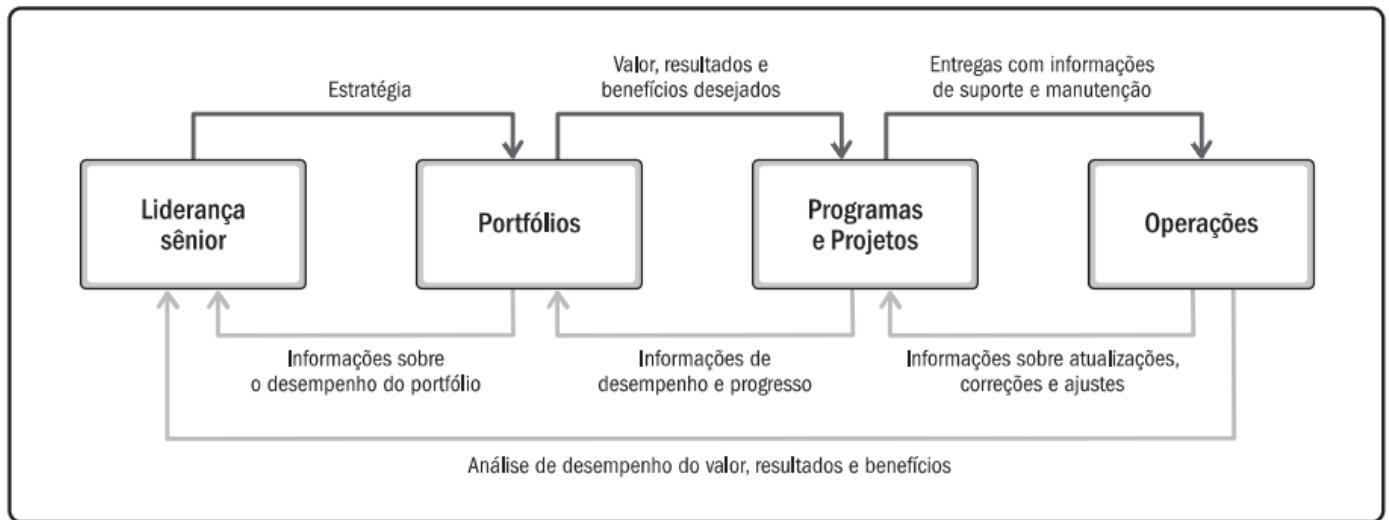 Estratégia
Valor, resultados e
benefícios desejados
Entregas com informações
de suporte e manutenção
Liderança
sênior
Portfólios
Programas
e Projetos
Operações
Informações sobre
o desempenho do portfólio
Informações de
desempenho e progresso
Informações sobre atualizações,
correções e ajustes
Análise de desempenho do valor, resultados e benefícios